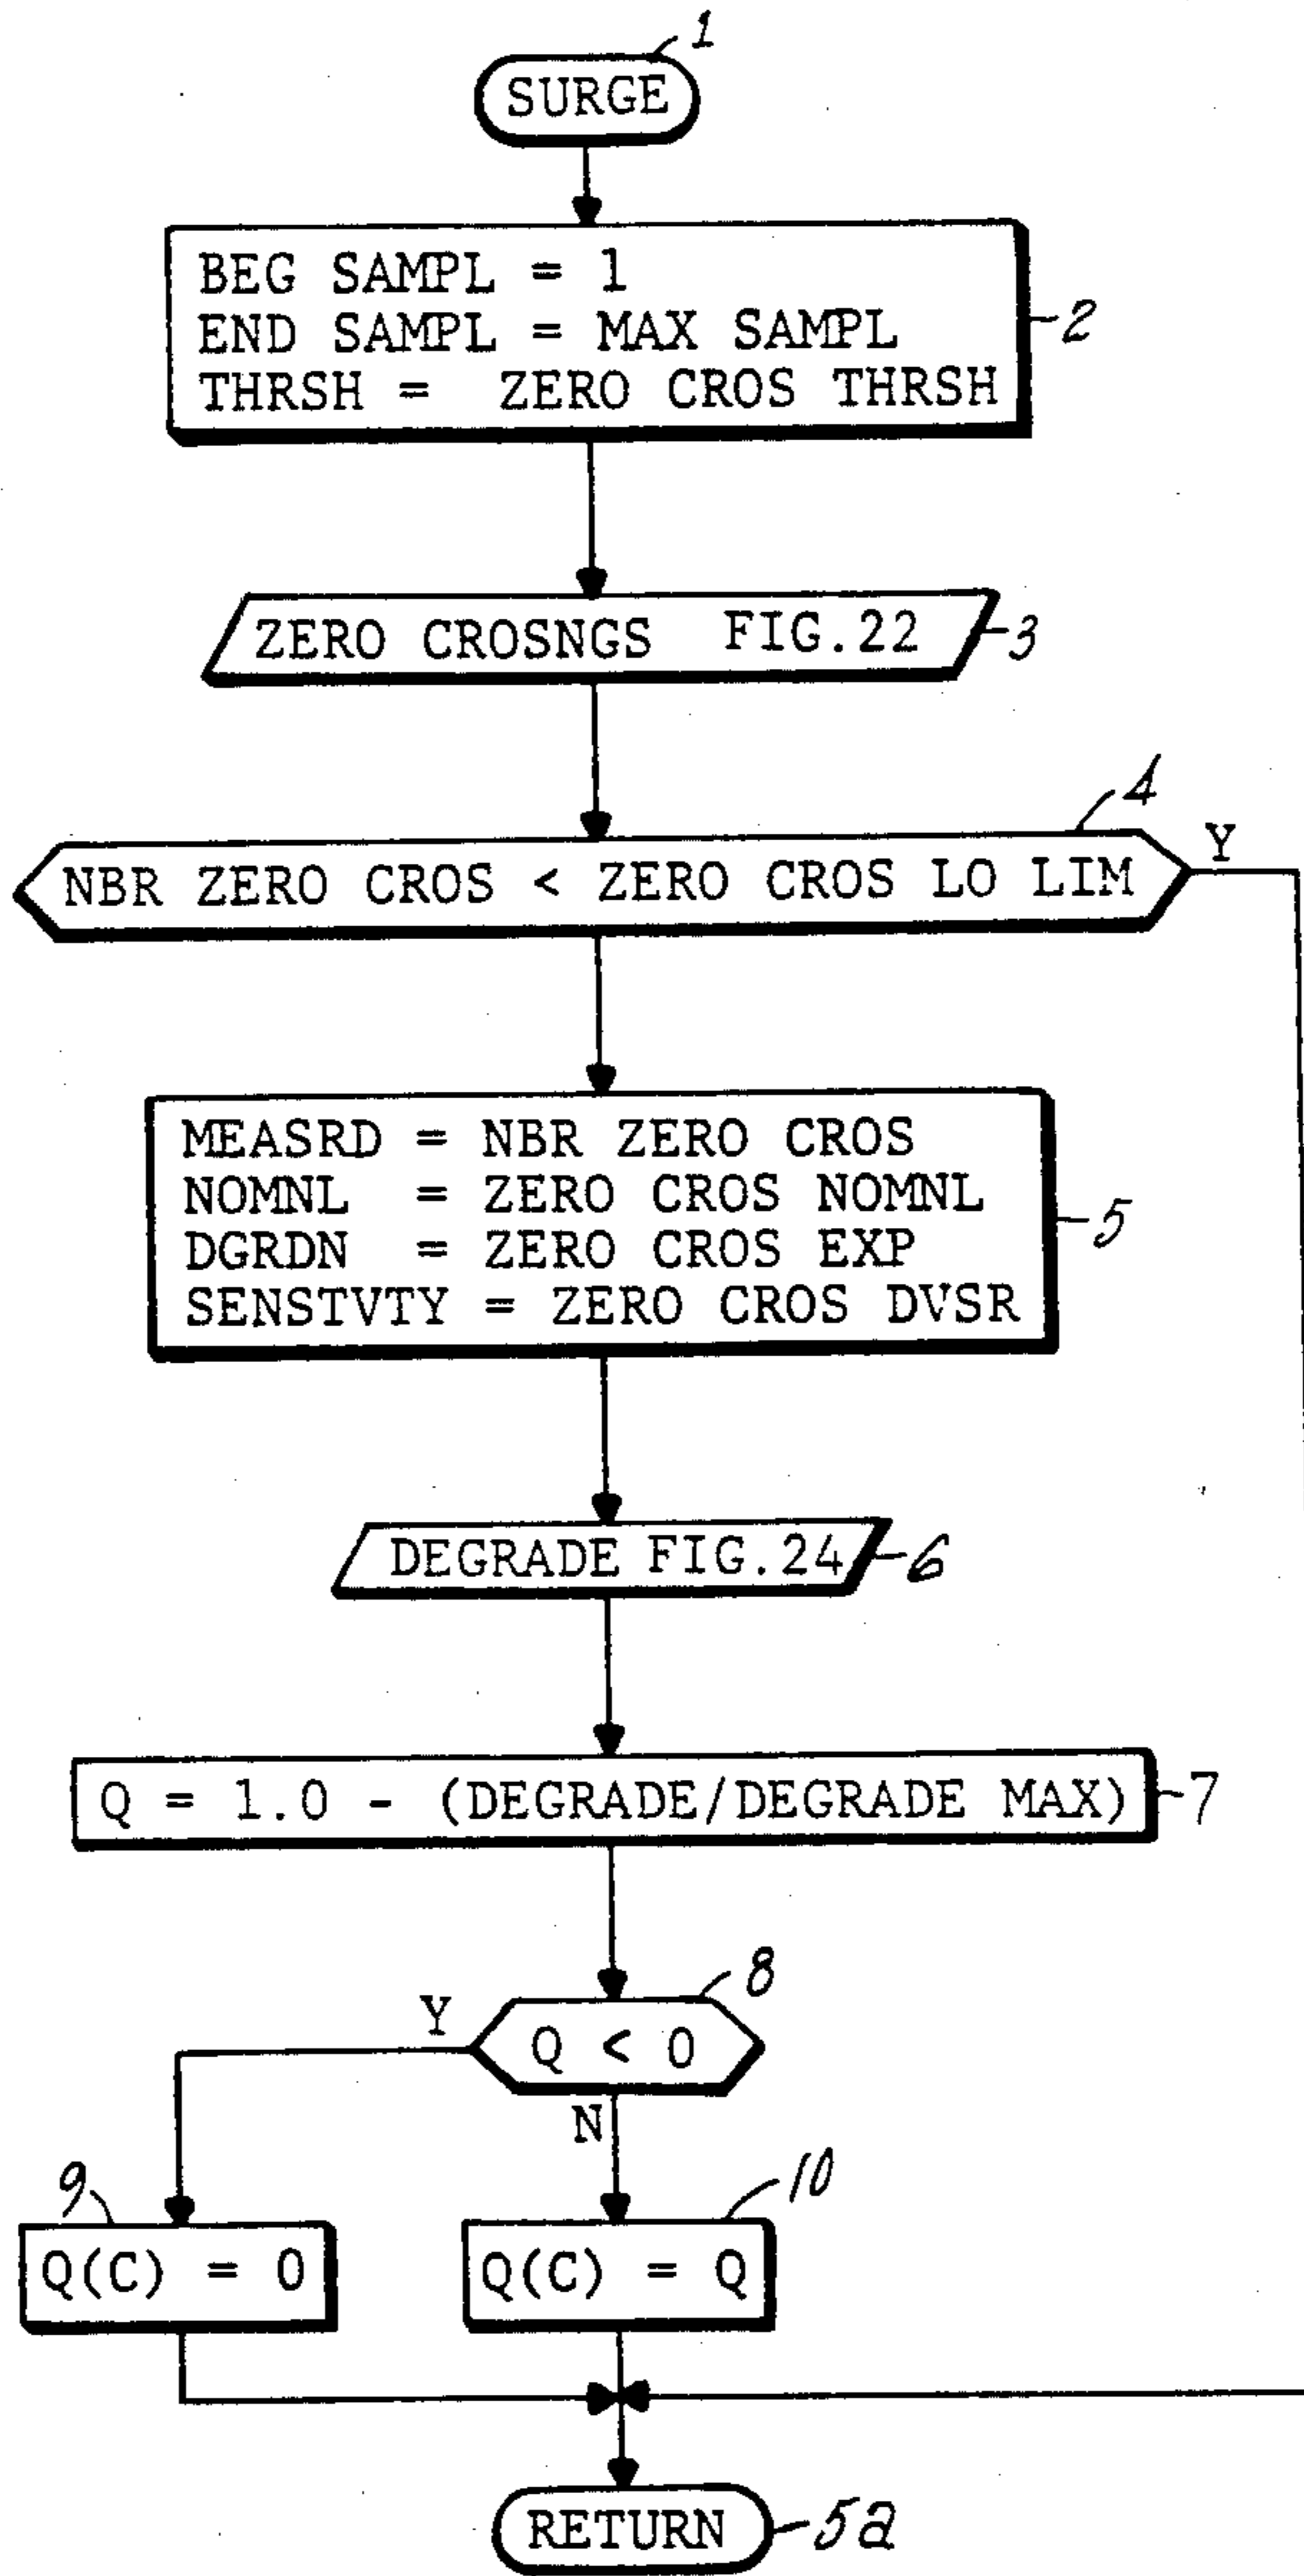 1
SURGE
BEG SAMPL = 1
END SAMPL = MAX SAMPL
THRSH = ZERO CROS THRSH
2
ZERO CROSNGS FIG.22
3
4
NBR ZERO CROS < ZERO CROS LO LIM
Y
MEASRD = NBR ZERO CROS
NOMNL = ZERO CROS NOMNL
DGRDN = ZERO CROS EXP
SENSTVTY = ZERO CROS DVSR
5
DEGRADE FIG.24
6
Q = 1.0 - (DEGRADE/DEGRADE MAX)
7
8
Y
Q < 0
N
9
10
Q(C) = 0
Q(C) = Q
RETURN
5a